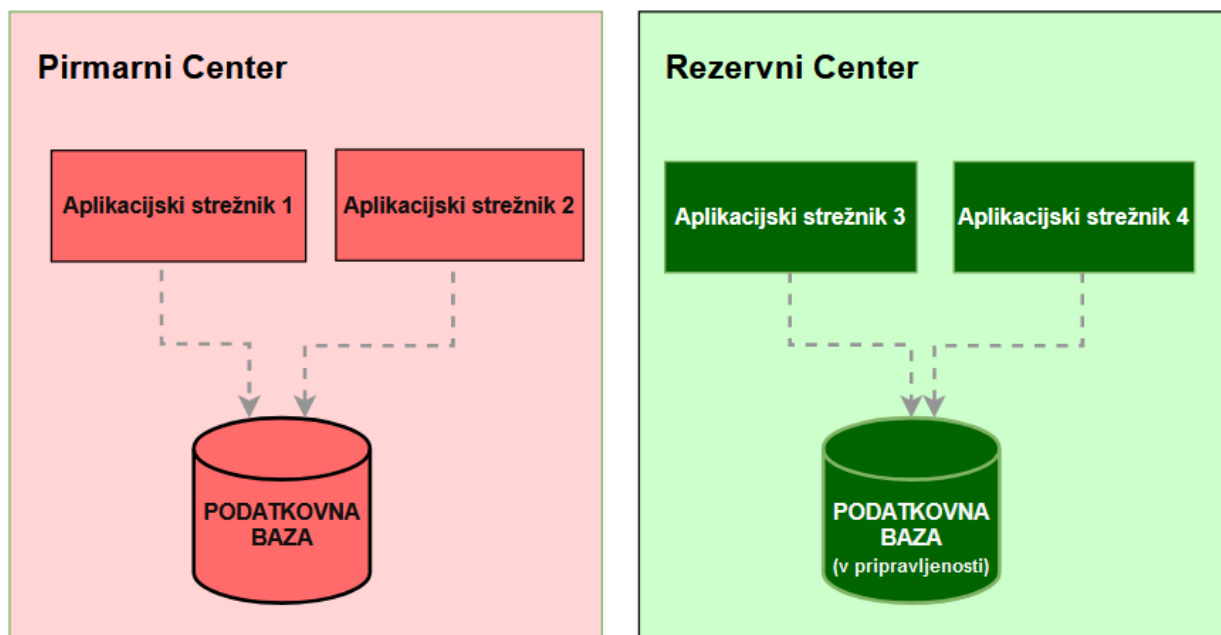 Pirmarni Center
Aplikacijski strežnik 1
Aplikacijski strežnik 2
PODATKOVNA
BAZA
Rezervni Center
Aplikacijski strežnik 3
Aplikacijski strežnik 4
PODATKOVNA
BAZA
(v pripravljenosti)